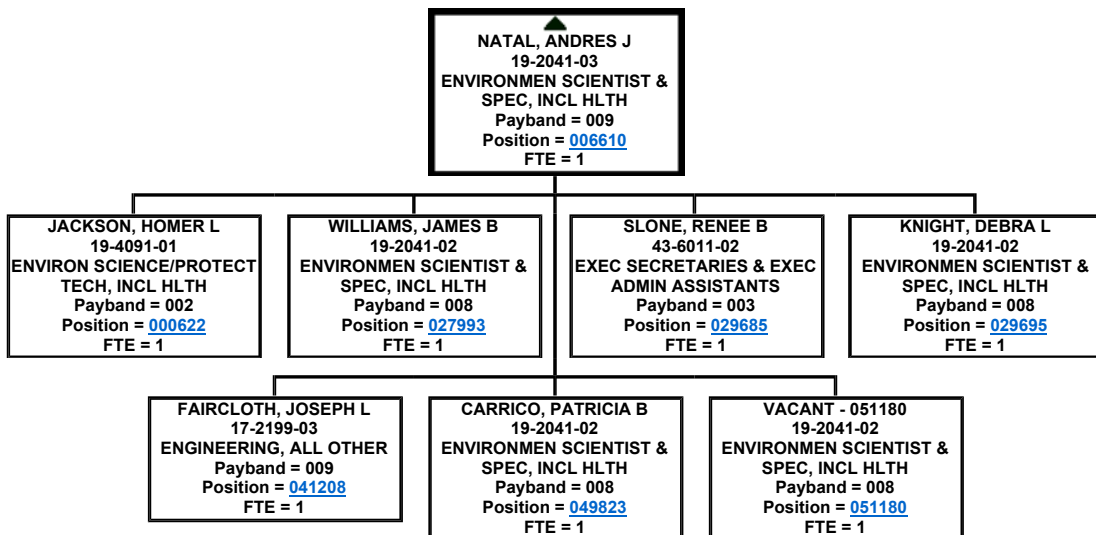 NATAL, ANDRES J
19-2041-03
ENVIRONMEN SCIENTIST &
SPEC, INCL HLTH
Payband = 009
Position = 006610
FTE = 1
JACKSON, HOMER L
19-4091-01
ENVIRON SCIENCE/PROTECT
TECH, INCL HLTH
Payband = 002
Position = 000622
FTE = 1
WILLIAMS, JAMES B
19-2041-02
ENVIRONMEN SCIENTIST &
SPEC, INCL HLTH
Payband = 008
Position = 027993
FTE = 1
SLONE, RENEE B
43-6011-02
EXEC SECRETARIES & EXEC
ADMIN ASSISTANTS
Payband = 003
Position = 029685
FTE = 1
KNIGHT, DEBRA L
19-2041-02
ENVIRONMEN SCIENTIST &
SPEC, INCL HLTH
Payband = 008
Position = 029695
FTE = 1
FAIRCLOTH, JOSEPH L
17-2199-03
ENGINEERING, ALL OTHER
Payband = 009
Position = 041208
FTE = 1
CARRICO, PATRICIA B
19-2041-02
ENVIRONMEN SCIENTIST &
SPEC, INCL HLTH
Payband = 008
Position = 049823
FTE = 1
VACANT - 051180
19-2041-02
ENVIRONMEN SCIENTIST &
SPEC, INCL HLTH
Payband = 008
Position = 051180
FTE = 1